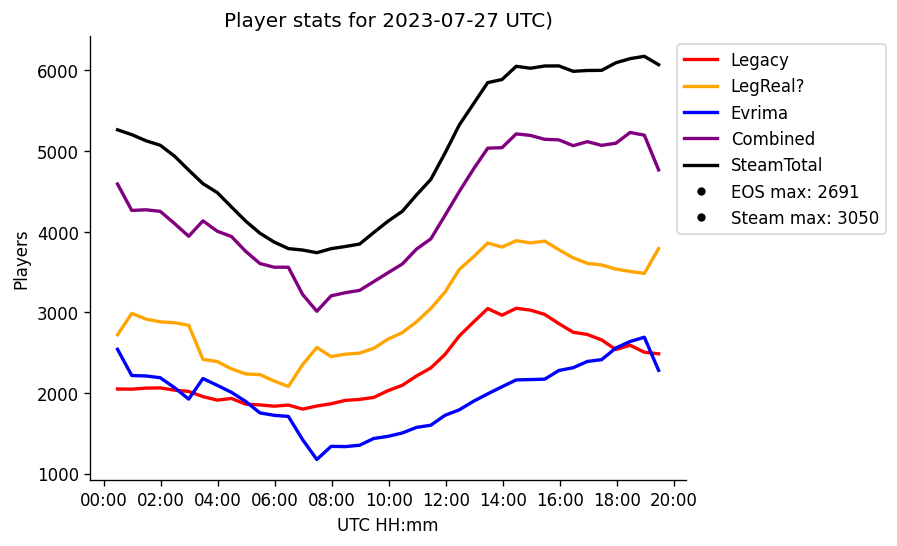 Player stats for 2023-07-27 UTC)
Legacy
LegReal?
Evrima
Combined
SteamTotal
EOS max: 2691
Steam max: 3050
Players
6000
5000
4000
3000
2000
1000
00:00 02:00 04:00 06:00 08:00 10:00 12:00 14:00 16:00 18:00 20:00
UTC HH:mm